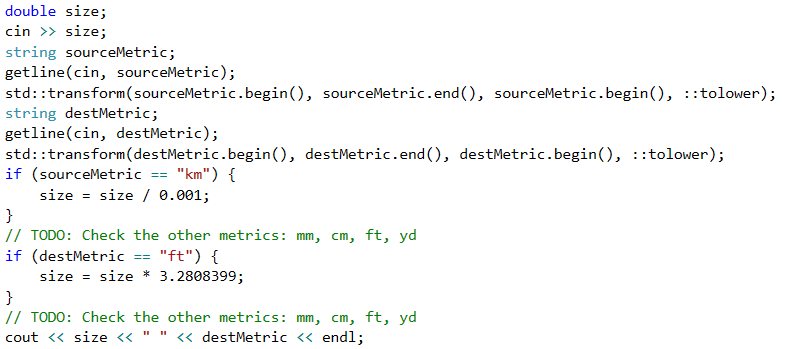 double size;
cin >> size;
string sourceMetric;
getline(cin, sourceMetric);
std::transform(sourceMetric.begin(), sourceMetric.end(), sourceMetric.begin(), ::tolower);
string destMetric;
getline(cin, destMetric);
std::transform(destMetric.begin(), destMetric.end(), destMetric.begin(), ::tolower);
if (sourceMetric == "km") {
    size = size / 0.001;
}
// TODO: Check the other metrics: mm, cm, ft, yd
if (destMetric == "ft") {
    size = size * 3.2808399;
}
// TODO: Check the other metrics: mm, cm, ft, yd
cout << size << " " << destMetric << endl;